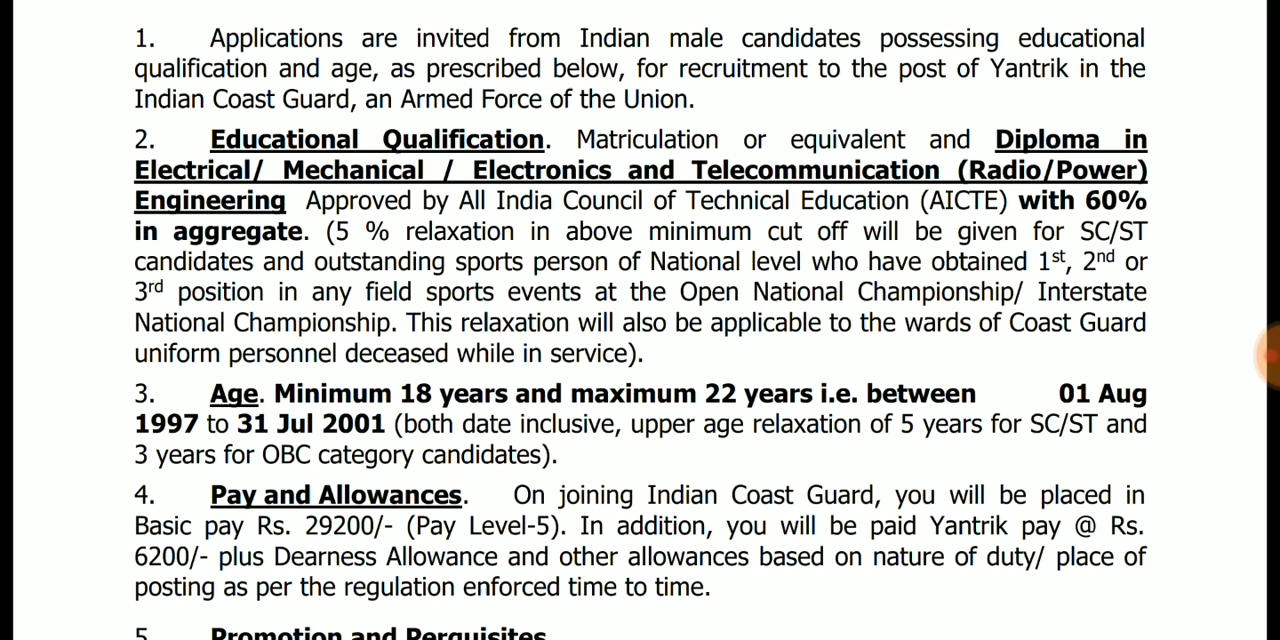 1. Applications are invited from Indian male candidates possessing educational
qualification and age, as prescribed below, for recruitment to the post of Yantrik in the
Indian Coast Guard, an Armed Force of the Union.
2. Educational Qualification. Matriculation or equivalent and Diploma in
Electrical/ Mechanical / Electronics and Telecommunication (Radio/Power)
Engineering Approved by All India Council of Technical Education (AICTE) with 60%
in aggregate. (5 % relaxation in above minimum cut off will be given for SC/ST
candidates and outstanding sports person of National level who have obtained 1st, 2nd or
3rd position in any field sports events at the Open National Championship/ Interstate
National Championship. This relaxation will also be applicable to the wards of Coast Guard
uniform personnel deceased while in service).
3. Age. Minimum 18 years and maximum 22 years i.e. between 01 Aug
1997 to 31 Jul 2001 (both date inclusive, upper age relaxation of 5 years for SC/ST and
3 years for OBC category candidates).
4. Pay and Allowances. On joining Indian Coast Guard, you will be placed in
Basic pay Rs. 29200/- (Pay Level-5). In addition, you will be paid Yantrik pay @ Rs.
6200/- plus Dearness Allowance and other allowances based on nature of duty/ place of
posting as per the regulation enforced time to time.
5. Promotion and Perquisites.